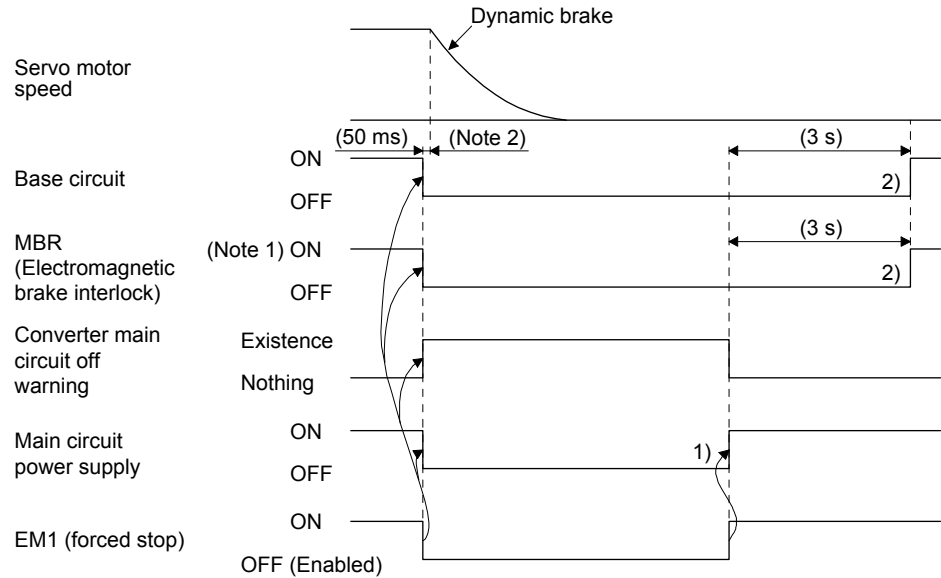 Dynamic brake
Servo motor
speed
(50 ms)
(Note 2)
(3 s)
Base circuit
ON
OFF
2)
MBR
(Electromagnetic
brake interlock)
(Note 1) ON
OFF
(3 s)
2)
Converter main
circuit off
warning
Existence
Nothing
Main circuit
power supply
ON
OFF
1)
EM1 (forced stop)
ON
OFF (Enabled)